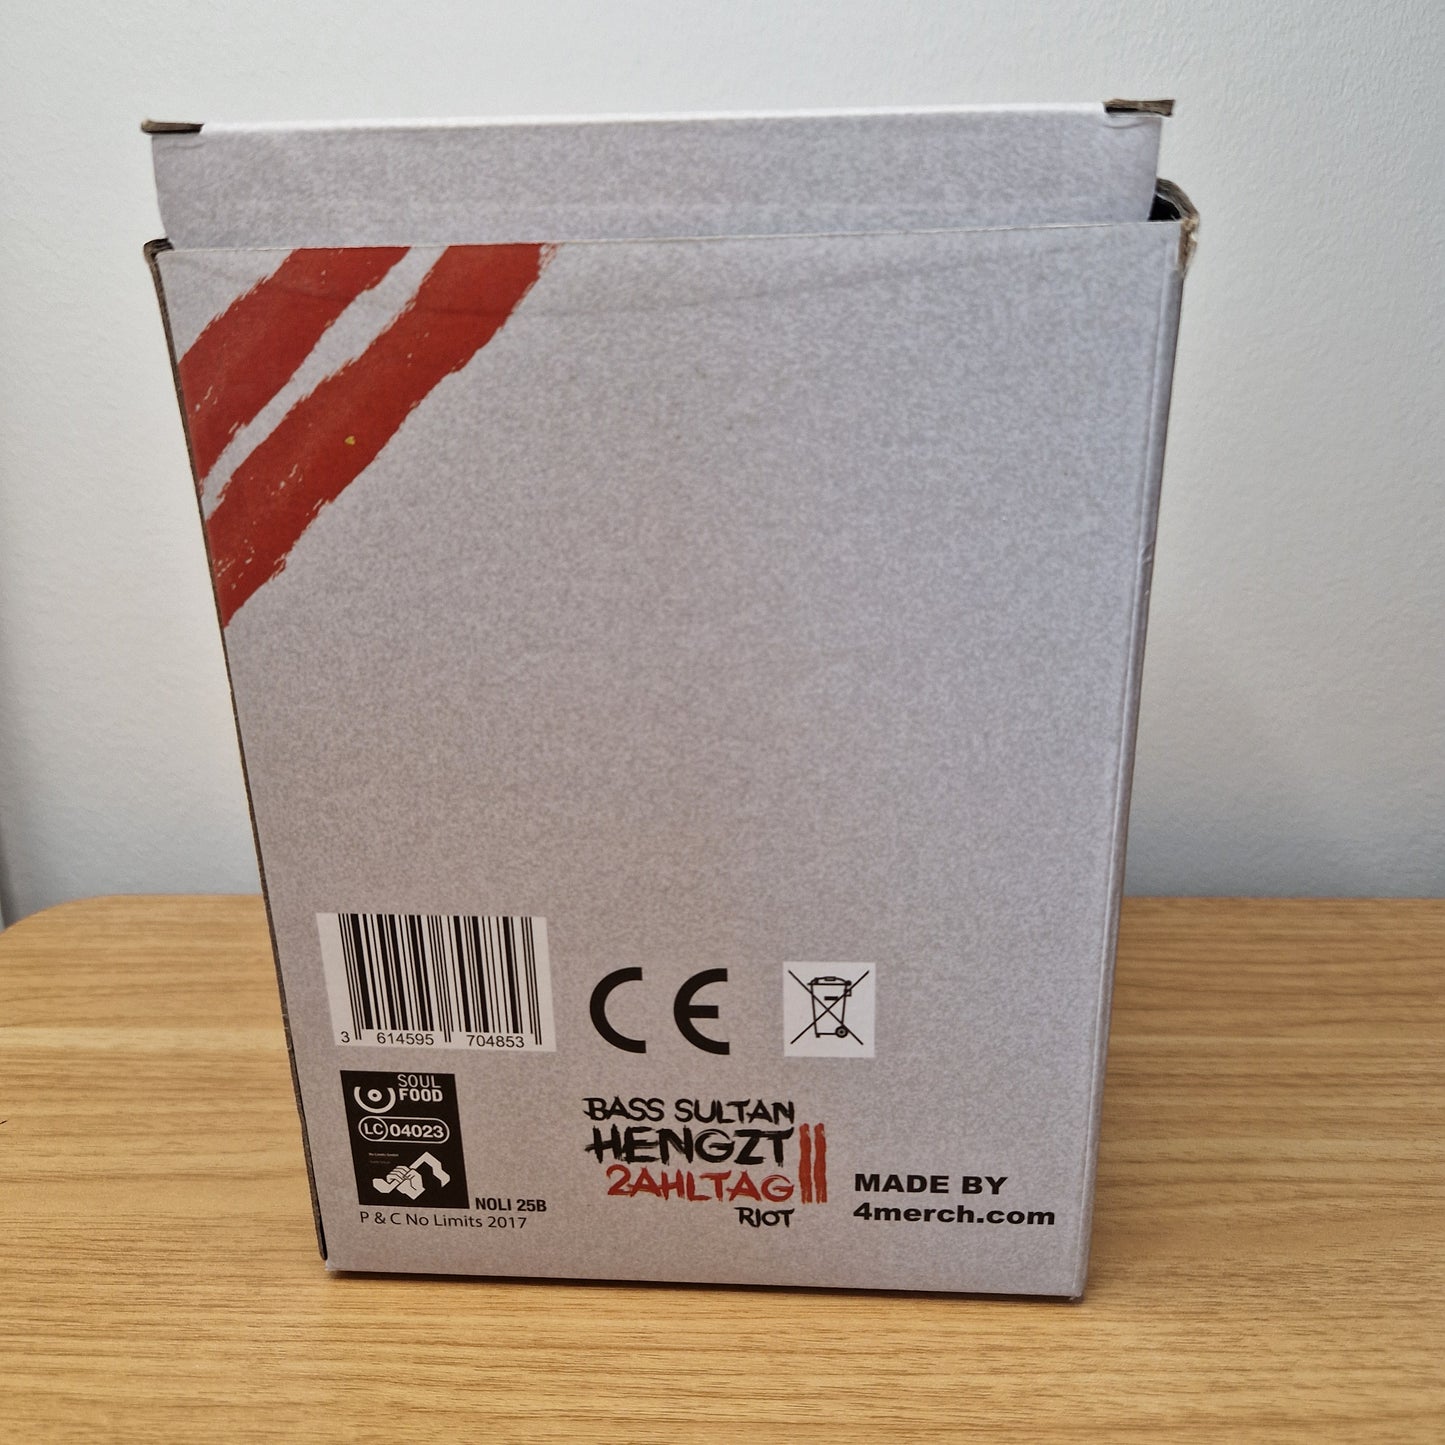 3 614595 704853
CE
SOUL
FOOD
LC 04023
NOLI 25B
P & C No Limits 2017
BASS SULTAN
HENGZT
2AHLTAG II
RIOT
MADE BY
4merch.com